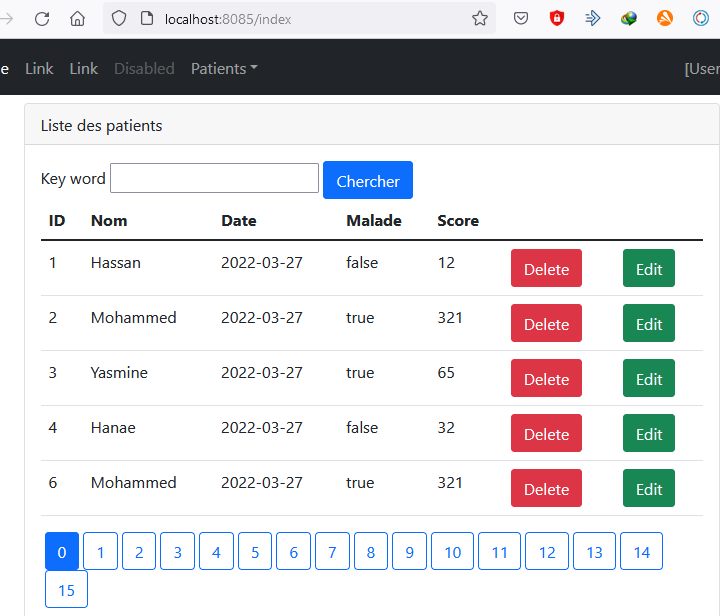 localhost:8085/index
e Link Link Disabled Patients [User
Liste des patients
Key word Chercher
ID Nom Date Malade Score
1 Hassan 2022-03-27 false 12 Delete Edit
2 Mohammed 2022-03-27 true 321 Delete Edit
3 Yasmine 2022-03-27 true 65 Delete Edit
4 Hanae 2022-03-27 false 32 Delete Edit
6 Mohammed 2022-03-27 true 321 Delete Edit
0 1 2 3 4 5 6 7 8 9 10 11 12 13 14
15